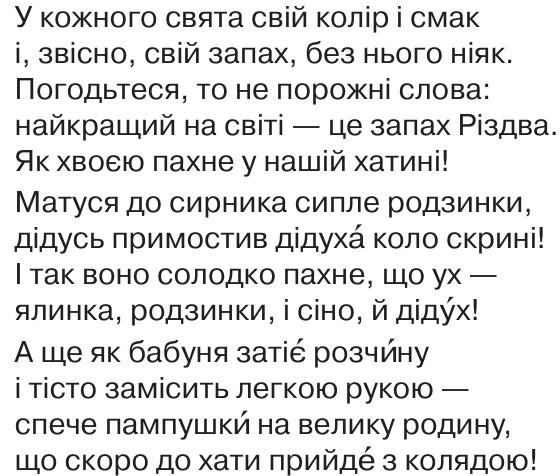 У кожного свята свій колір і смак
і, звісно, свій запах, без нього ніяк.
Погодьтеся, то не порожні слова:
найкращий на світі — це запах Різдва.
Як хвоєю пахне у нашій хатині!
Матуся до сирника сипле родзинки,
дідусь примостив дідуха́ коло скрині!
І так воно солодко пахне, що ух —
ялинка, родзинки, і сіно, й діду́х!
А ще як бабуня затіє́ розчи́ну
і тісто замісить легкою рукою —
спече пампушки́ на велику родину,
що скоро до хати прийде́ з колядою!